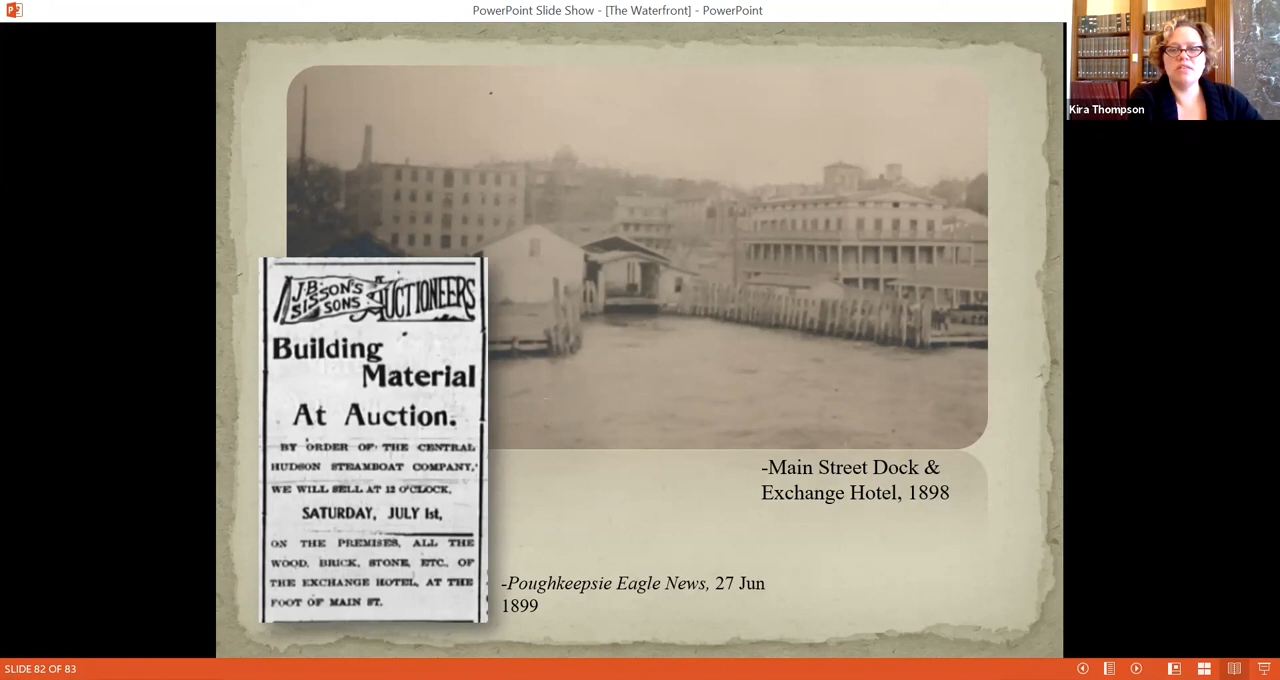 PowerPoint Slide Show - [The Waterfront] - PowerPoint
Kira Thompson
J.B. SISSON'S SONS AUCTIONEERS
Building
Material
At Auction.
BY ORDER OF THE CENTRAL
HUDSON STEAMBOAT COMPANY,
WE WILL SELL AT 12 O'CLOCK,
SATURDAY, JULY 1st,
ON THE PREMISES, ALL THE
WOOD, BRICK, STONE, ETC., OF
THE EXCHANGE HOTEL, AT THE
FOOT OF MAIN ST.
-Main Street Dock &
Exchange Hotel, 1898
-Poughkeepsie Eagle News, 27 Jun
1899
SLIDE 82 OF 83